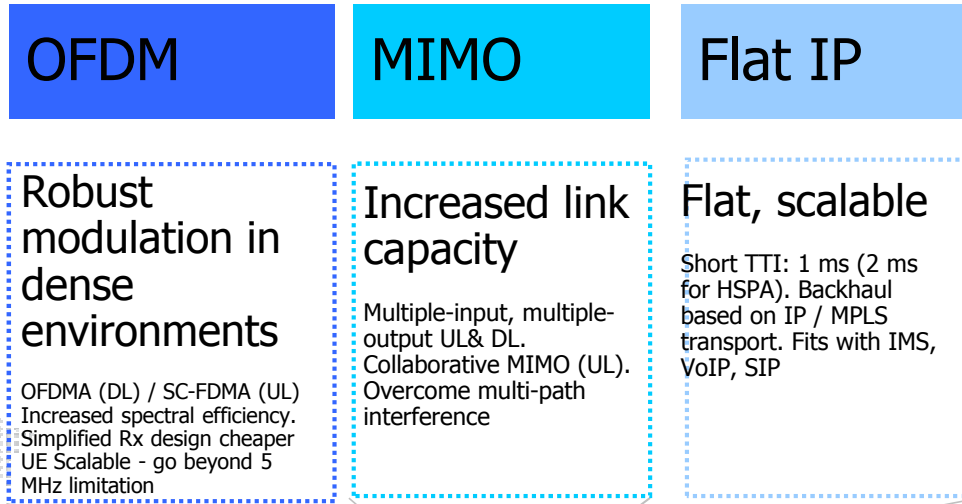 OFDM
MIMO
Flat IP
Robust
modulation in
dense
environments
OFDMA (DL) / SC-FDMA (UL)
Increased spectral efficiency.
Simplified Rx design cheaper
UE Scalable - go beyond 5
MHz limitation
Increased link
capacity
Multiple-input, multiple-
output UL& DL.
Collaborative MIMO (UL).
Overcome multi-path
interference
Flat, scalable
Short TTI: 1 ms (2 ms
for HSPA). Backhaul
based on IP / MPLS
transport. Fits with IMS,
VoIP, SIP